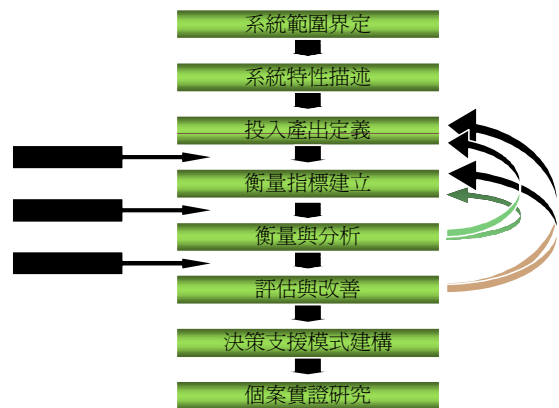 系統範圍界定
系統特性描述
投入產出定義
衡量指標建立
衡量與分析
評估與改善
決策支援模式建構
個案實證研究